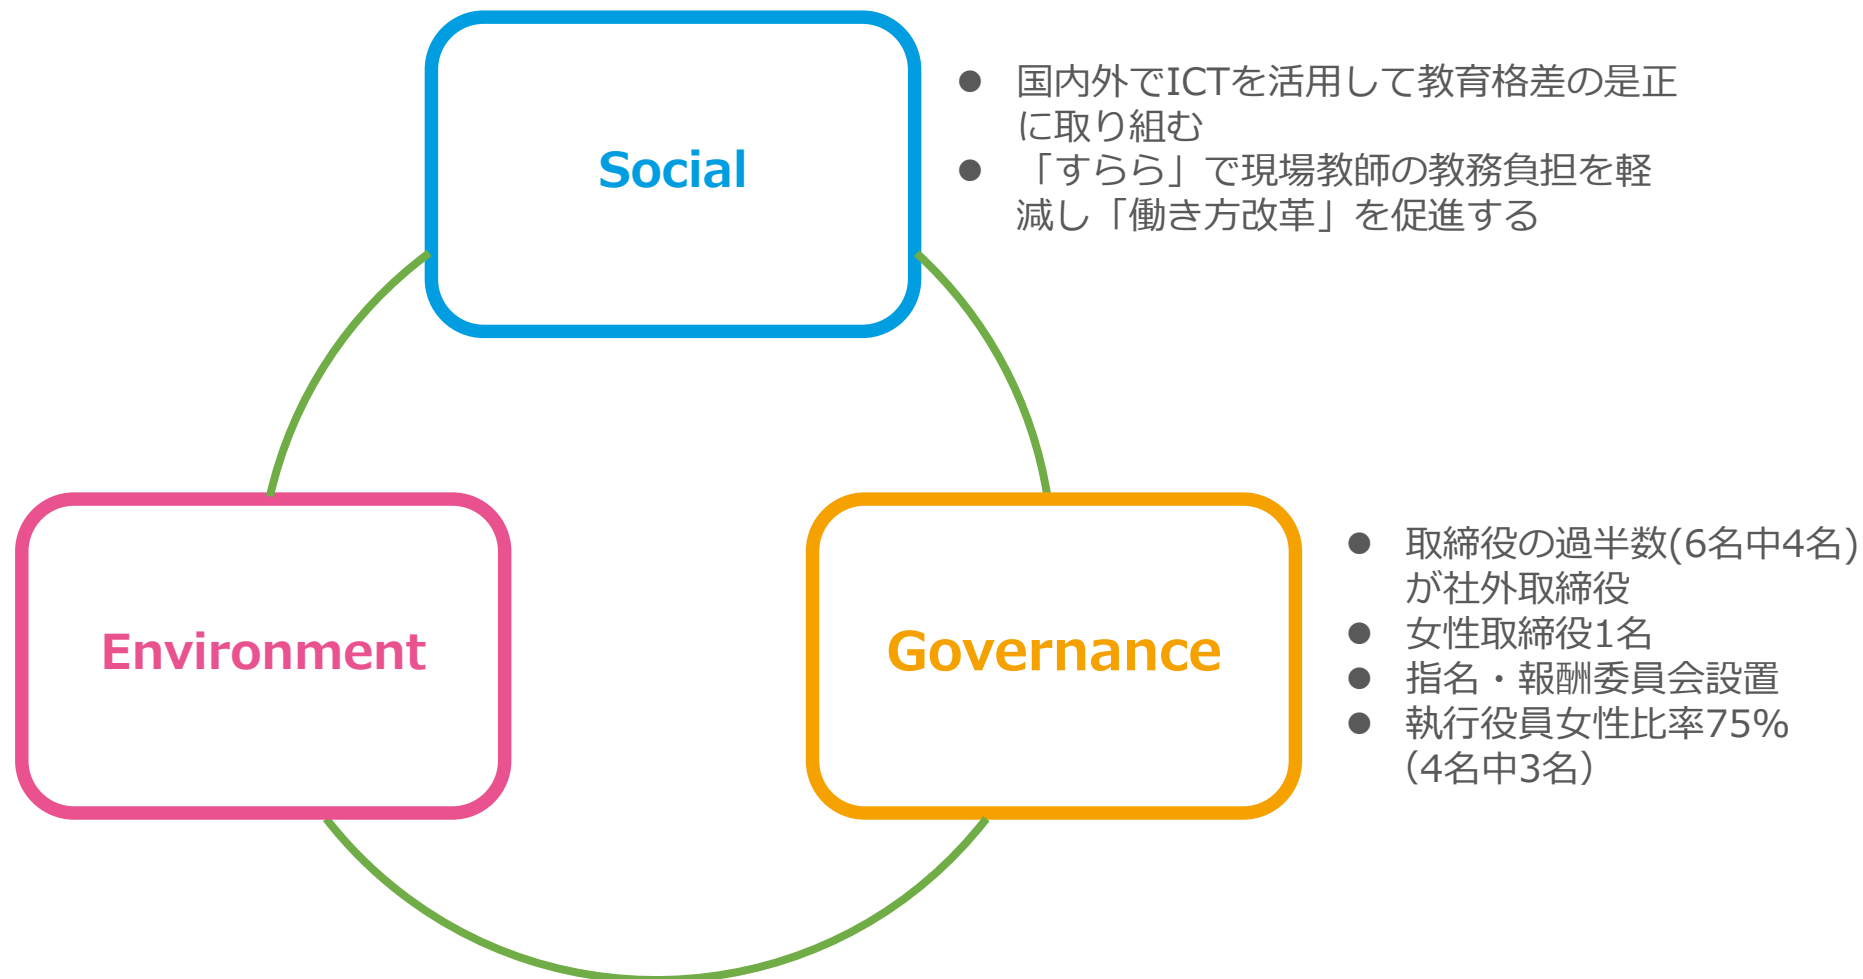 Social
● 国内外でICTを活用して教育格差の是正
に取り組む
● 「すらら」で現場教師の教務負担を軽
減し「働き方改革」を促進する
Environment
Governance
● 取締役の過半数(6名中4名)
が社外取締役
● 女性取締役1名
● 指名・報酬委員会設置
● 執行役員女性比率75%
（4名中3名）